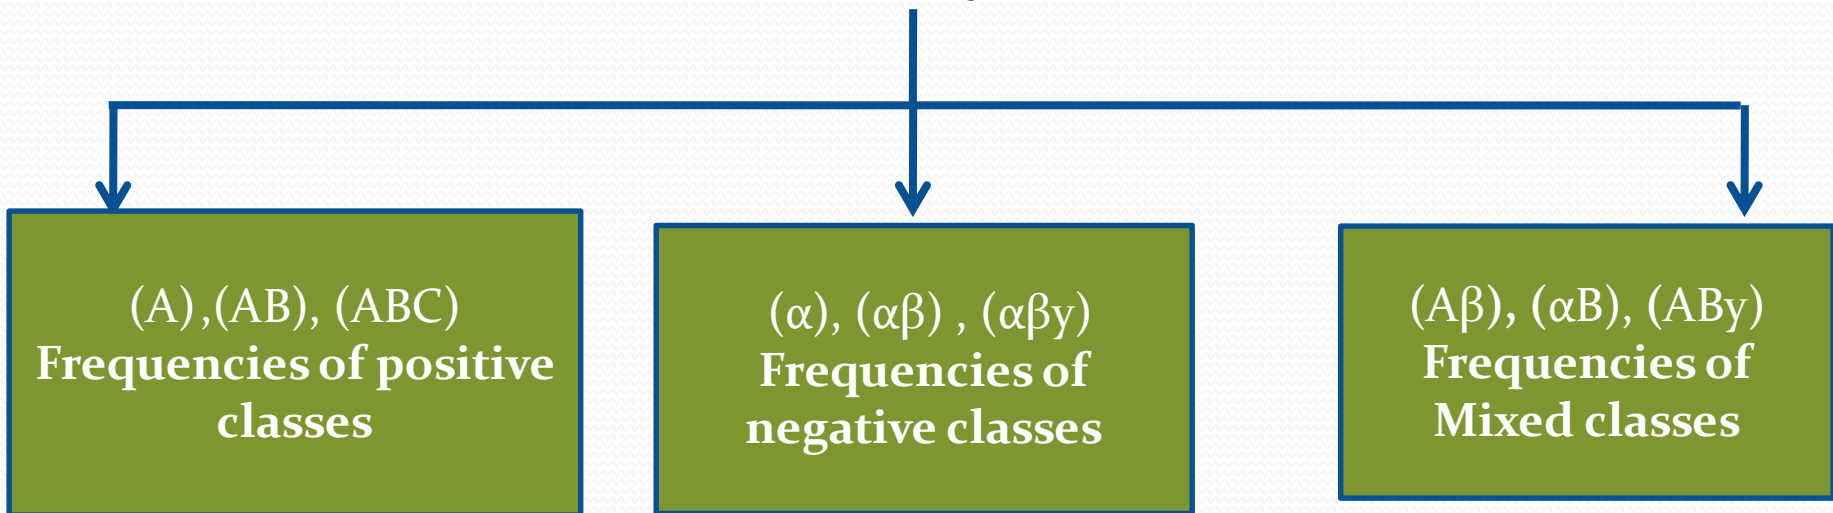 (A),(AB), (ABC)
Frequencies of positive
classes
(α), (αβ) , (αβy)
Frequencies of
negative classes
(Aβ), (αB), (ABy)
Frequencies of
Mixed classes